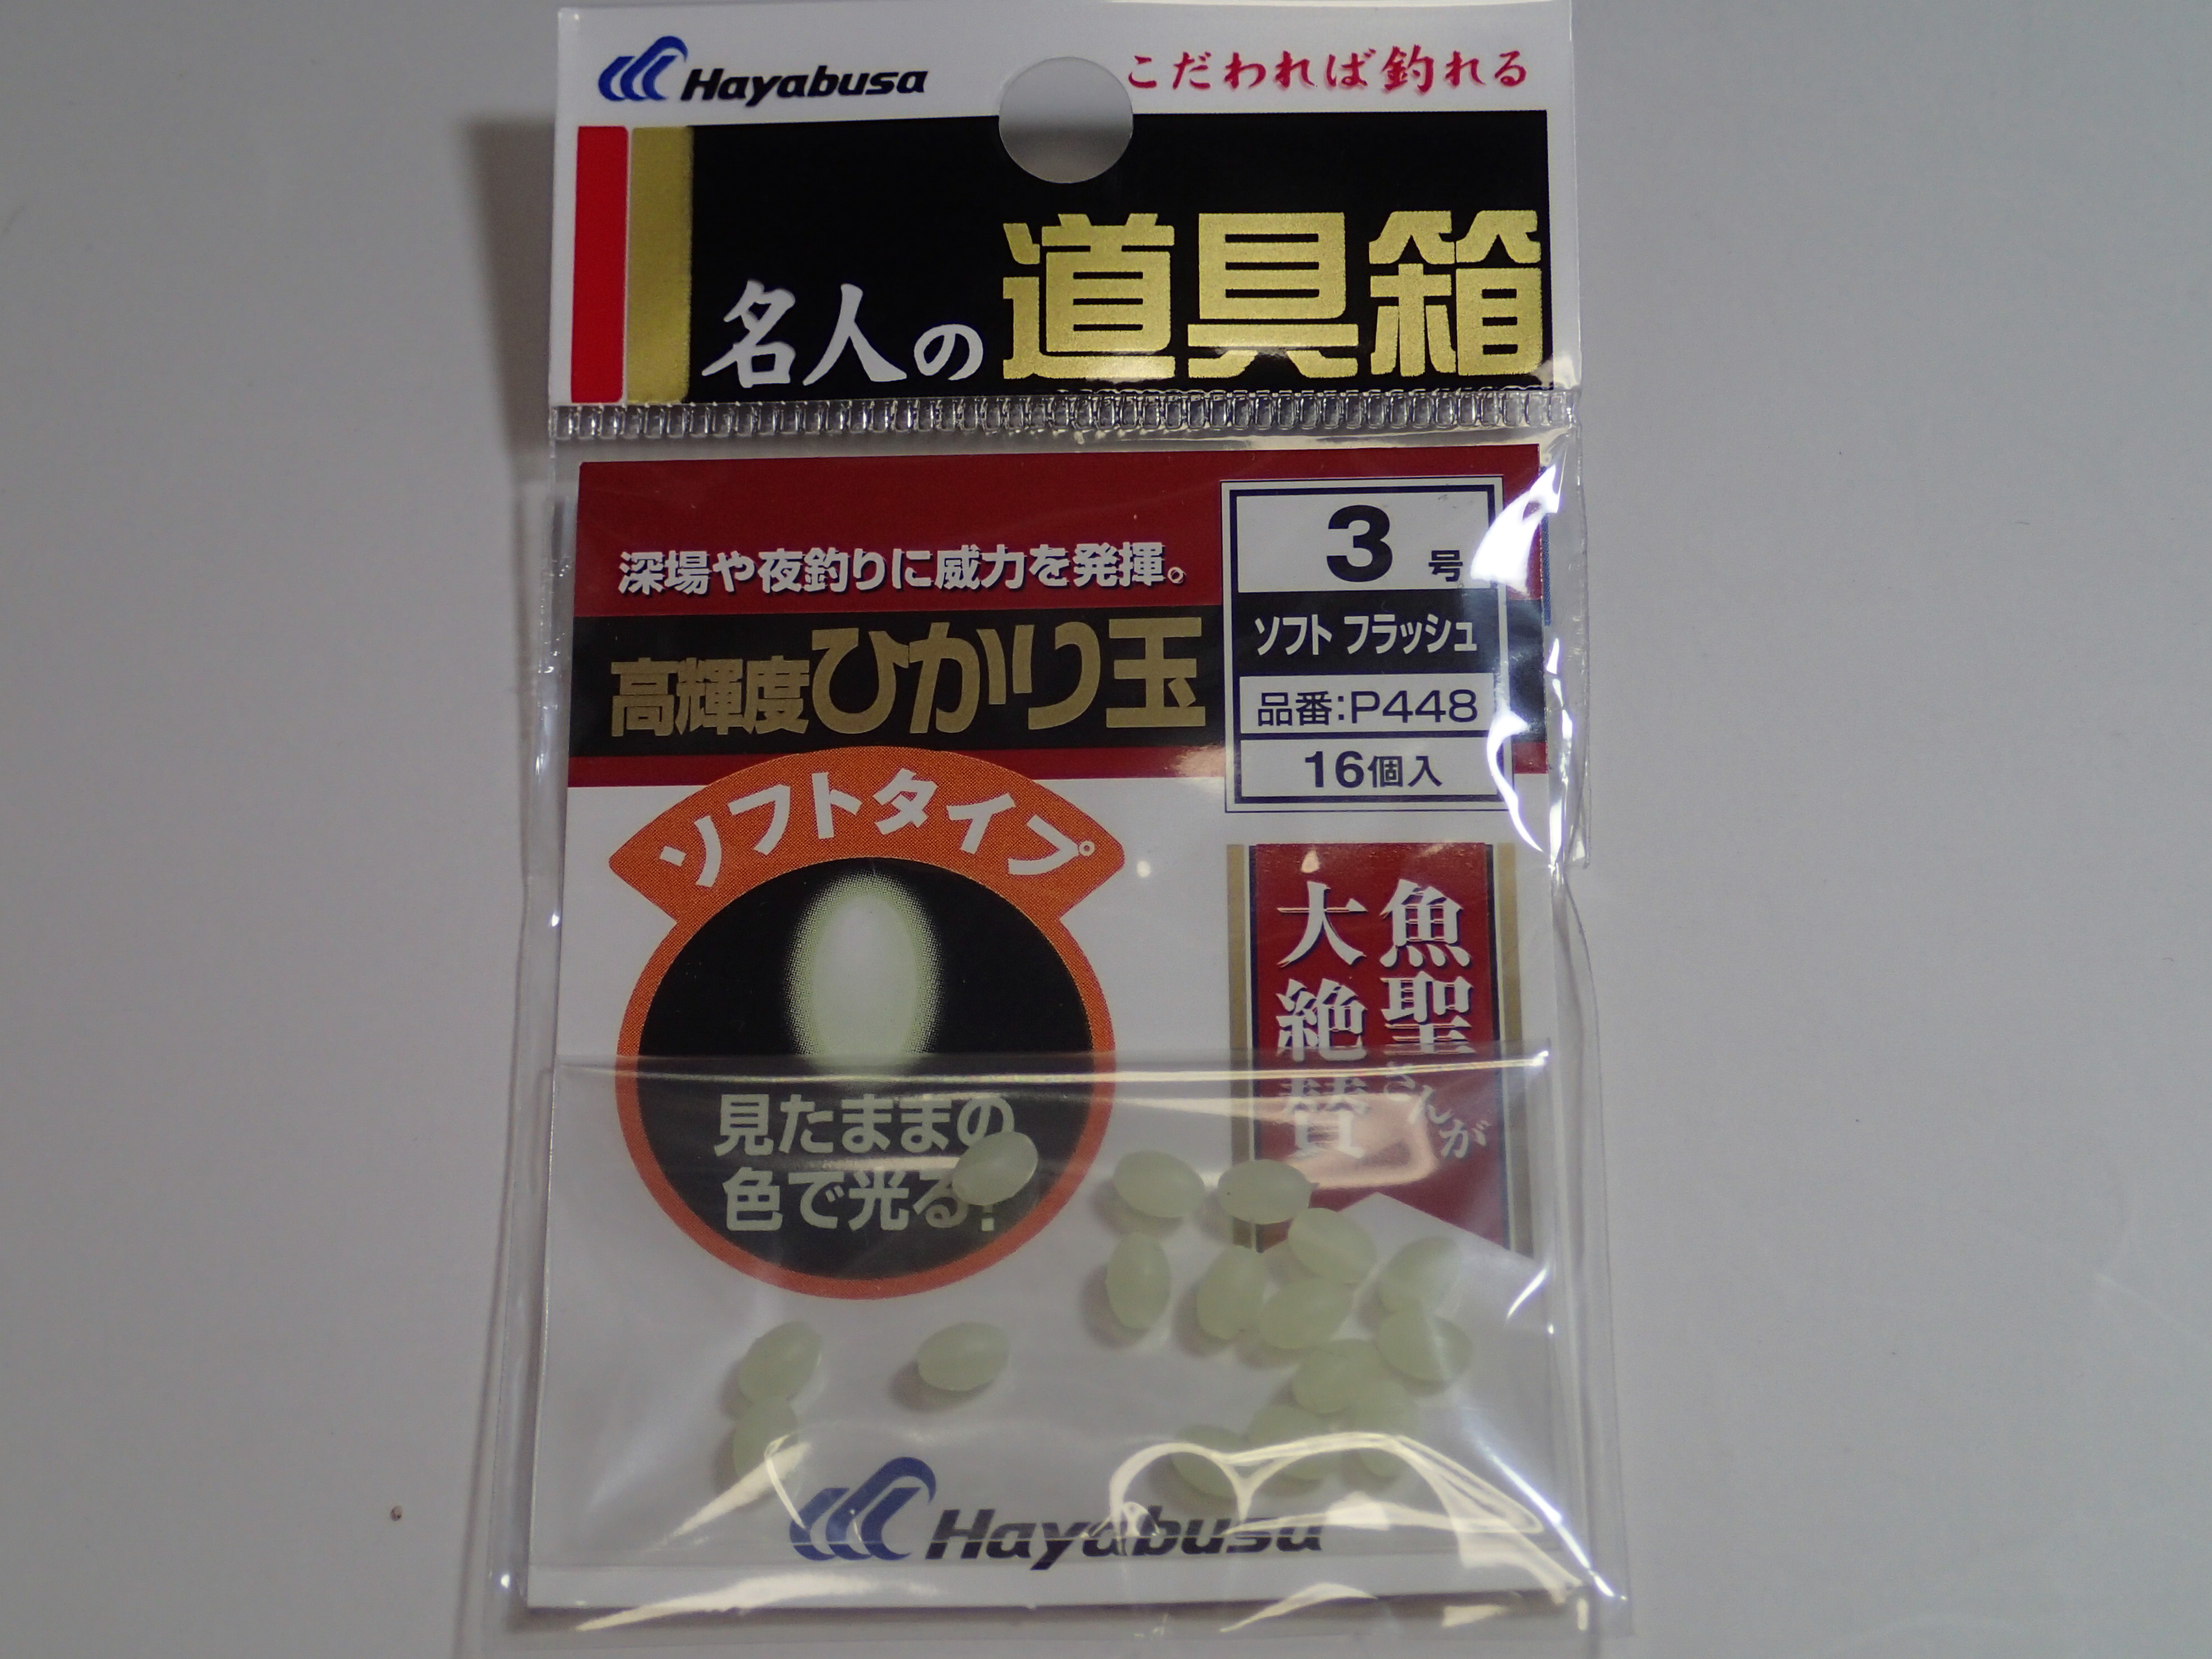 Hayabusa
こだわれば釣れる
名人の道具箱
深場や夜釣りに威力を発揮。
高輝度ひかり玉
3号
ソフト フラッシュ
品番:P448
16個入
ソフトタイプ
見たままの
色で光る!
魚聖さんが
大絶賛
Hayabusa